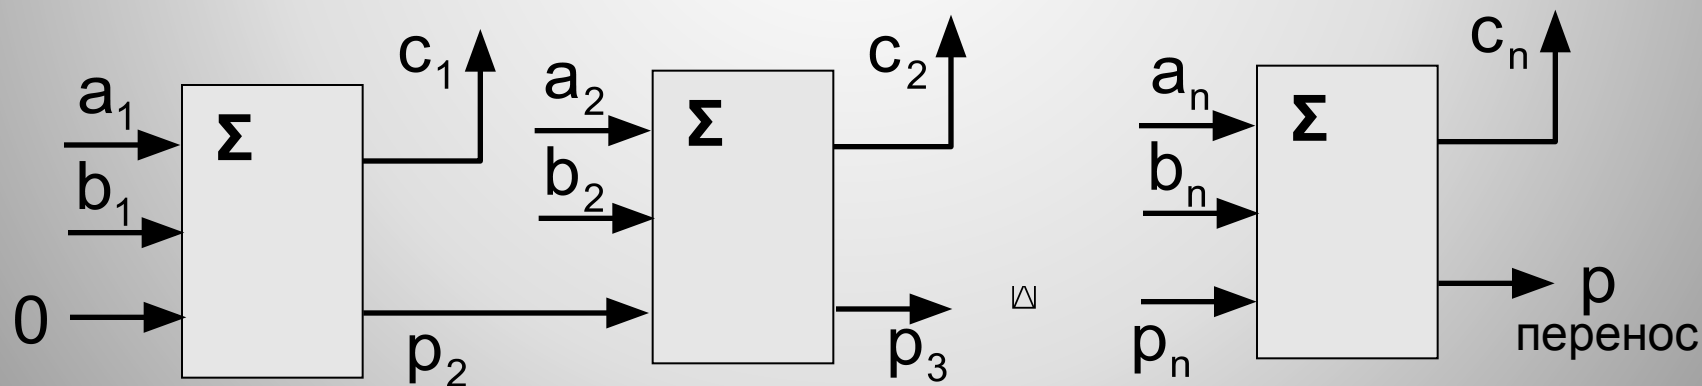 a₁
b₁
0
Σ
c₁
p₂
a₂
b₂
Σ
c₂
p₃
aₙ
bₙ
pₙ
Σ
cₙ
p
перенос